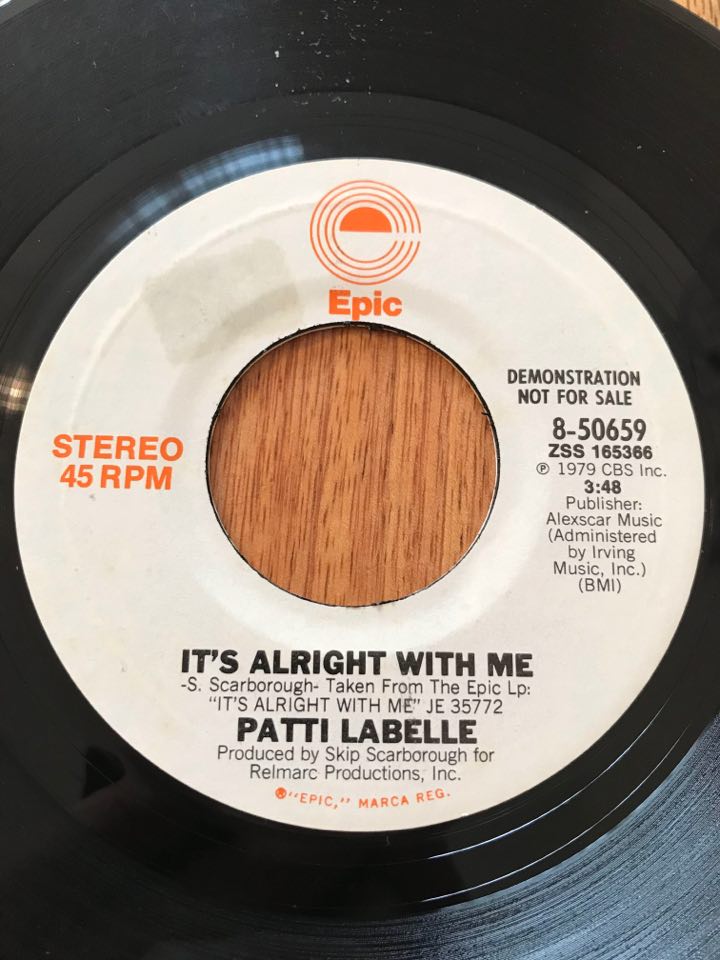 Epic
STEREO
45 RPM
DEMONSTRATION
NOT FOR SALE
8-50659
ZSS 165366
℗ 1979 CBS Inc.
3:48
Publisher:
Alexscar Music
(Administered
by Irving
Music, Inc.)
(BMI)
IT'S ALRIGHT WITH ME
-S. Scarborough- Taken From The Epic Lp:
"IT'S ALRIGHT WITH ME" JE 35772
PATTI LABELLE
Produced by Skip Scarborough for
Relmarc Productions, Inc.
®"EPIC," MARCA REG.